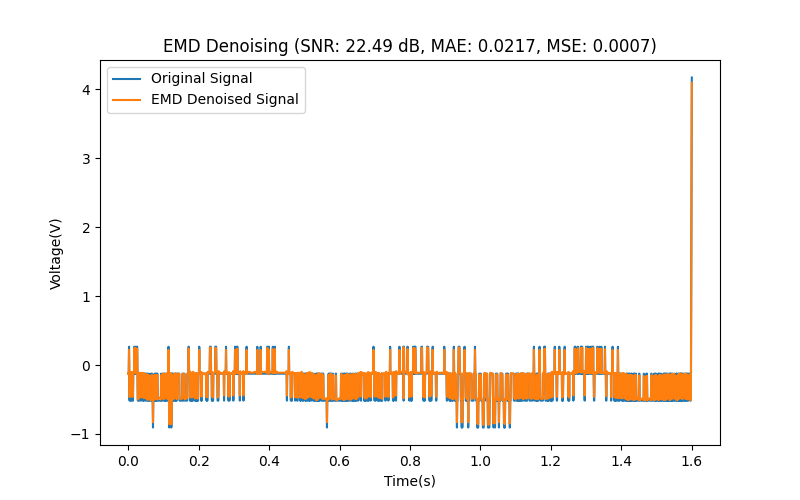 EMD Denoising (SNR: 22.49 dB, MAE: 0.0217, MSE: 0.0007)
Original Signal
EMD Denoised Signal
4
3
2
1
0
−1
Voltage(V)
0.0 0.2 0.4 0.6 0.8 1.0 1.2 1.4 1.6
Time(s)